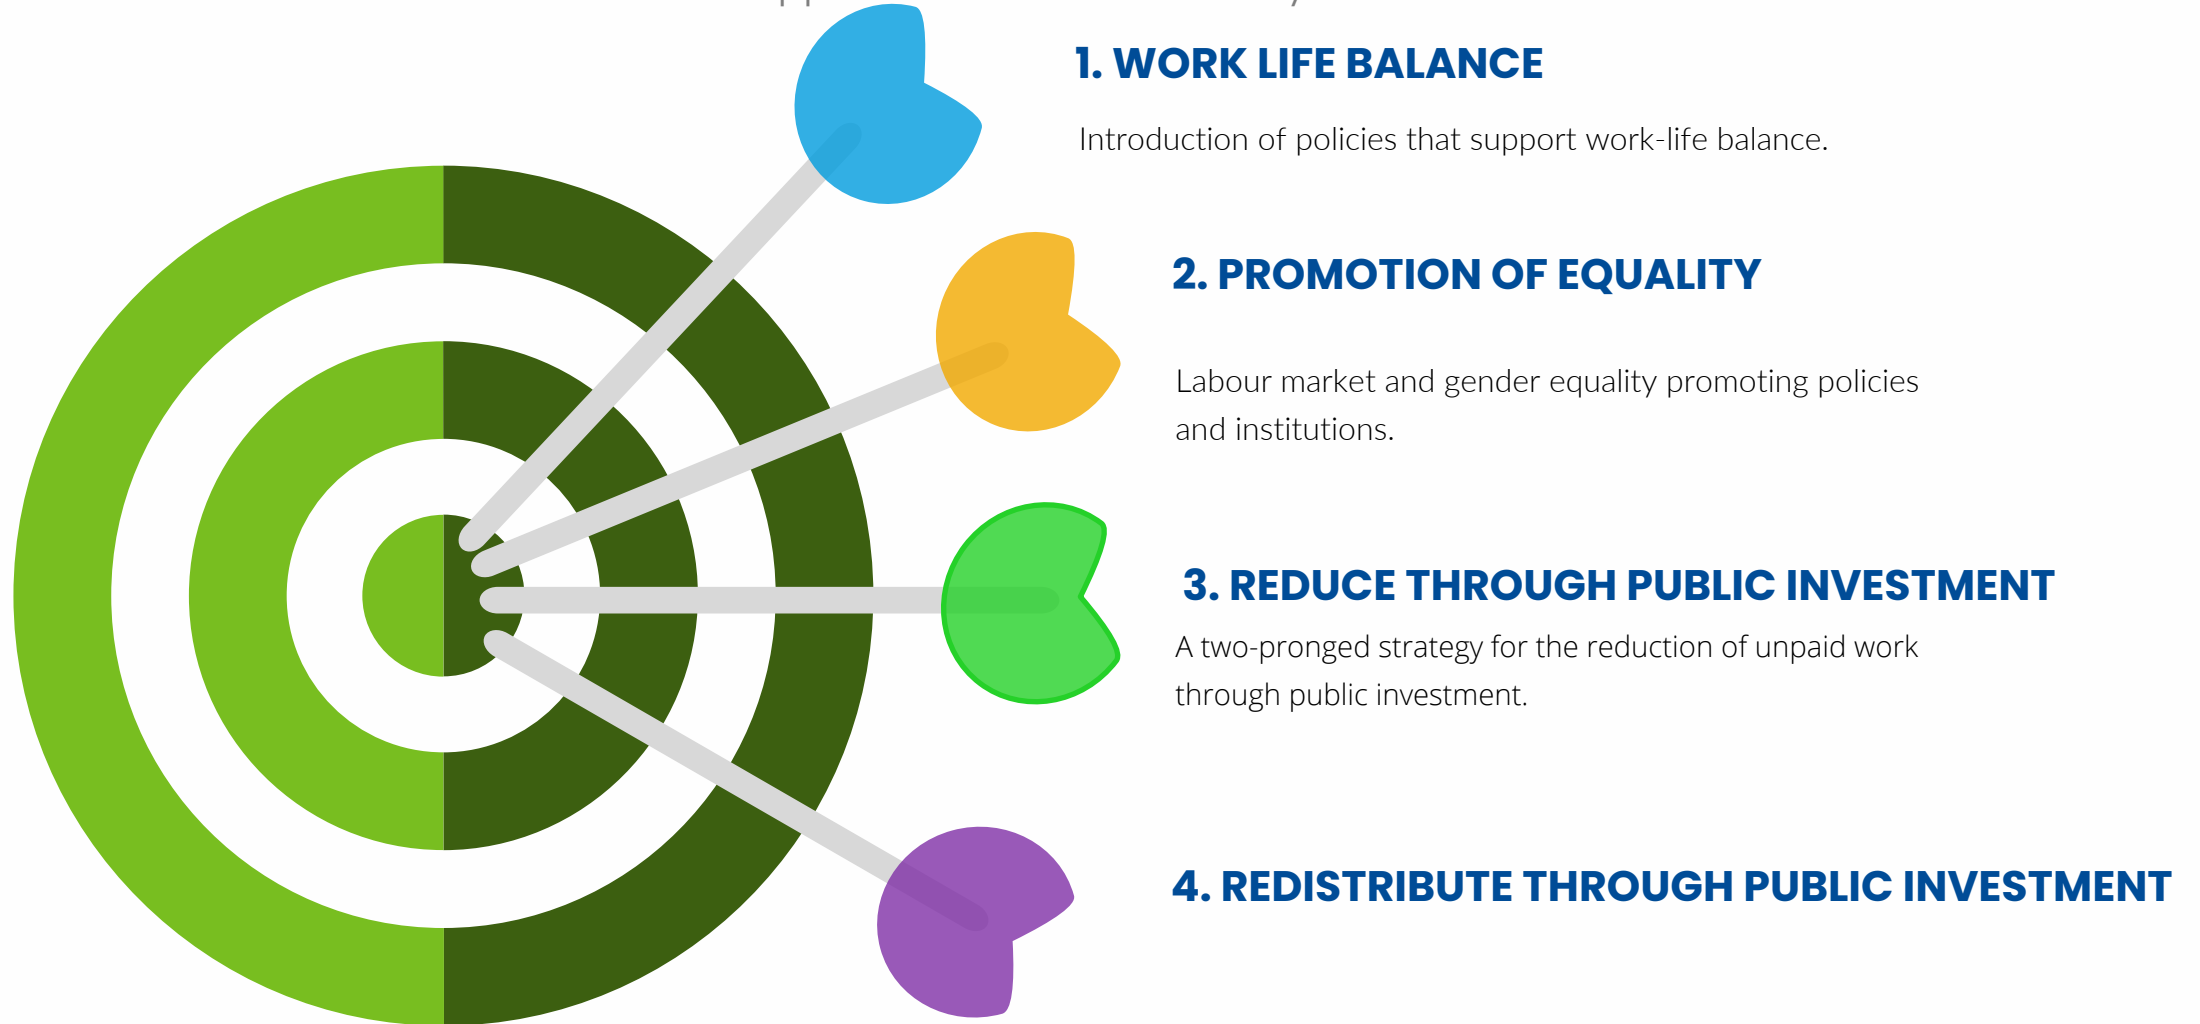 1. WORK LIFE BALANCE
Introduction of policies that support work-life balance.
2. PROMOTION OF EQUALITY
Labour market and gender equality promoting policies
and institutions.
3. REDUCE THROUGH PUBLIC INVESTMENT
A two-pronged strategy for the reduction of unpaid work
through public investment.
4. REDISTRIBUTE THROUGH PUBLIC INVESTMENT